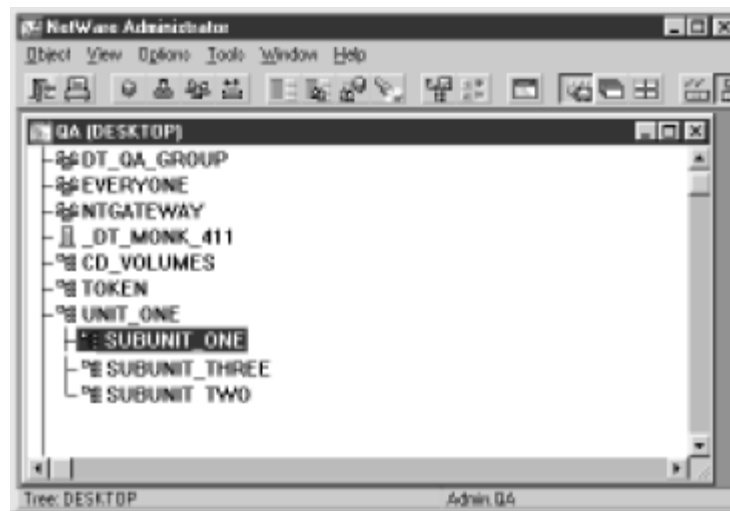 NetWare Administrator
Object View Options Tools Window Help
QA (DESKTOP)
DT_QA_GROUP
EVERYONE
NTGATEWAY
_DT_MONK_411
CD_VOLUMES
TOKEN
UNIT_ONE
SUBUNIT_ONE
SUBUNIT_THREE
SUBUNIT_TWO
Tree: DESKTOP Admin.QA